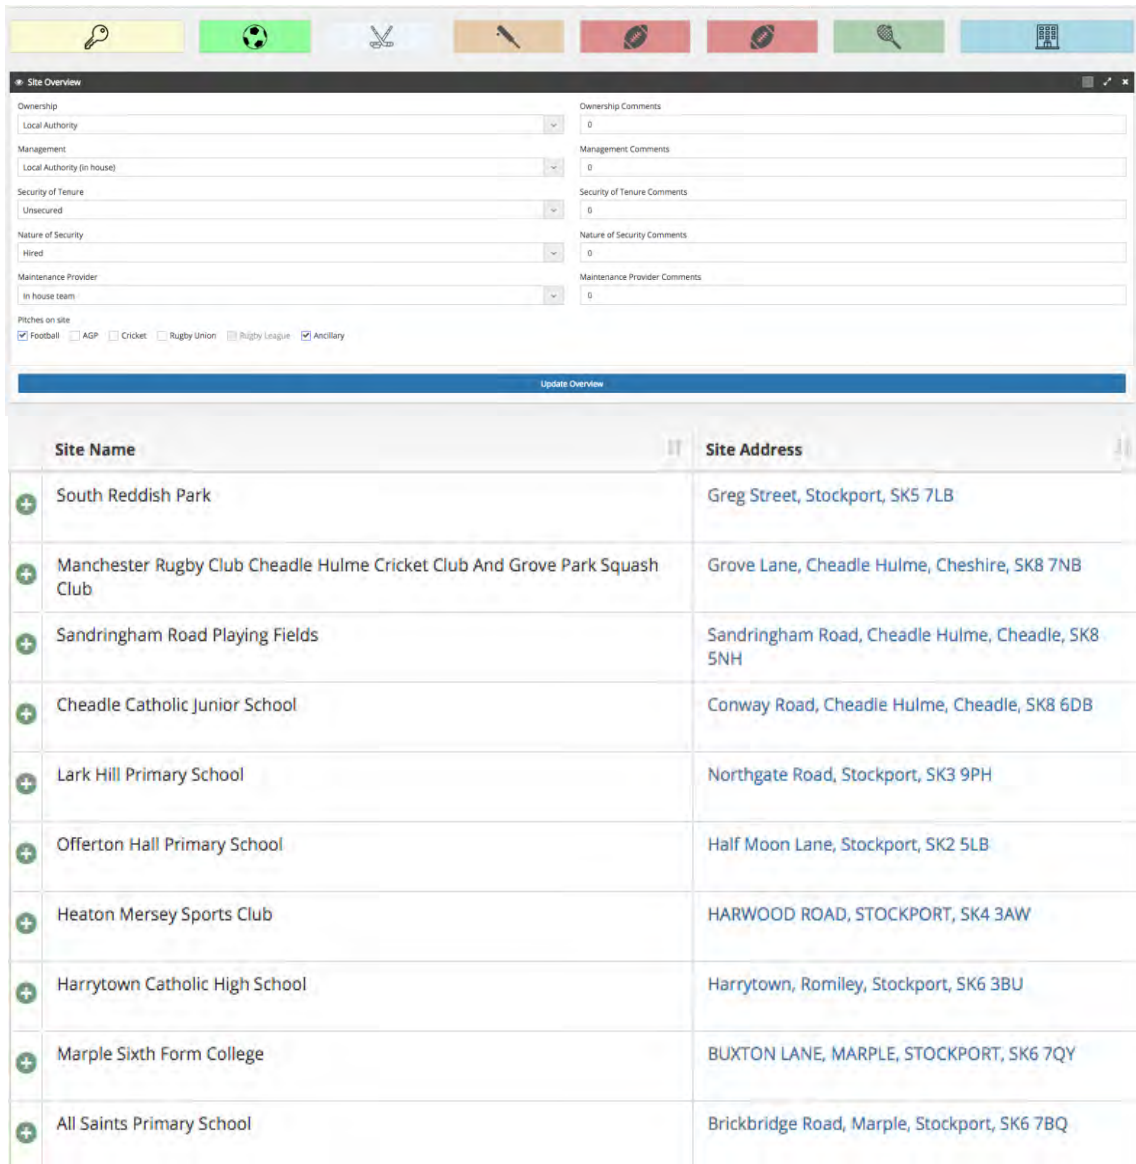 Site Overview
Ownership
Ownership Comments
Local Authority
0
Management
Management Comments
Local Authority (in house)
0
Security of Tenure
Security of Tenure Comments
Unsecured
0
Nature of Security
Nature of Security Comments
Hired
0
Maintenance Provider
Maintenance Provider Comments
In house team
0
Pitches on site
Football AGP Cricket Rugby Union Rugby League Ancillary
Update Overview
Site Name
Site Address
South Reddish Park
Greg Street, Stockport, SK5 7LB
Manchester Rugby Club Cheadle Hulme Cricket Club And Grove Park Squash
Club
Grove Lane, Cheadle Hulme, Cheshire, SK8 7NB
Sandringham Road Playing Fields
Sandringham Road, Cheadle Hulme, Cheadle, SK8
5NH
Cheadle Catholic Junior School
Conway Road, Cheadle Hulme, Cheadle, SK8 6DB
Lark Hill Primary School
Northgate Road, Stockport, SK3 9PH
Offerton Hall Primary School
Half Moon Lane, Stockport, SK2 5LB
Heaton Mersey Sports Club
HARWOOD ROAD, STOCKPORT, SK4 3AW
Harrytown Catholic High School
Harrytown, Romiley, Stockport, SK6 3BU
Marple Sixth Form College
BUXTON LANE, MARPLE, STOCKPORT, SK6 7QY
All Saints Primary School
Brickbridge Road, Marple, Stockport, SK6 7BQ